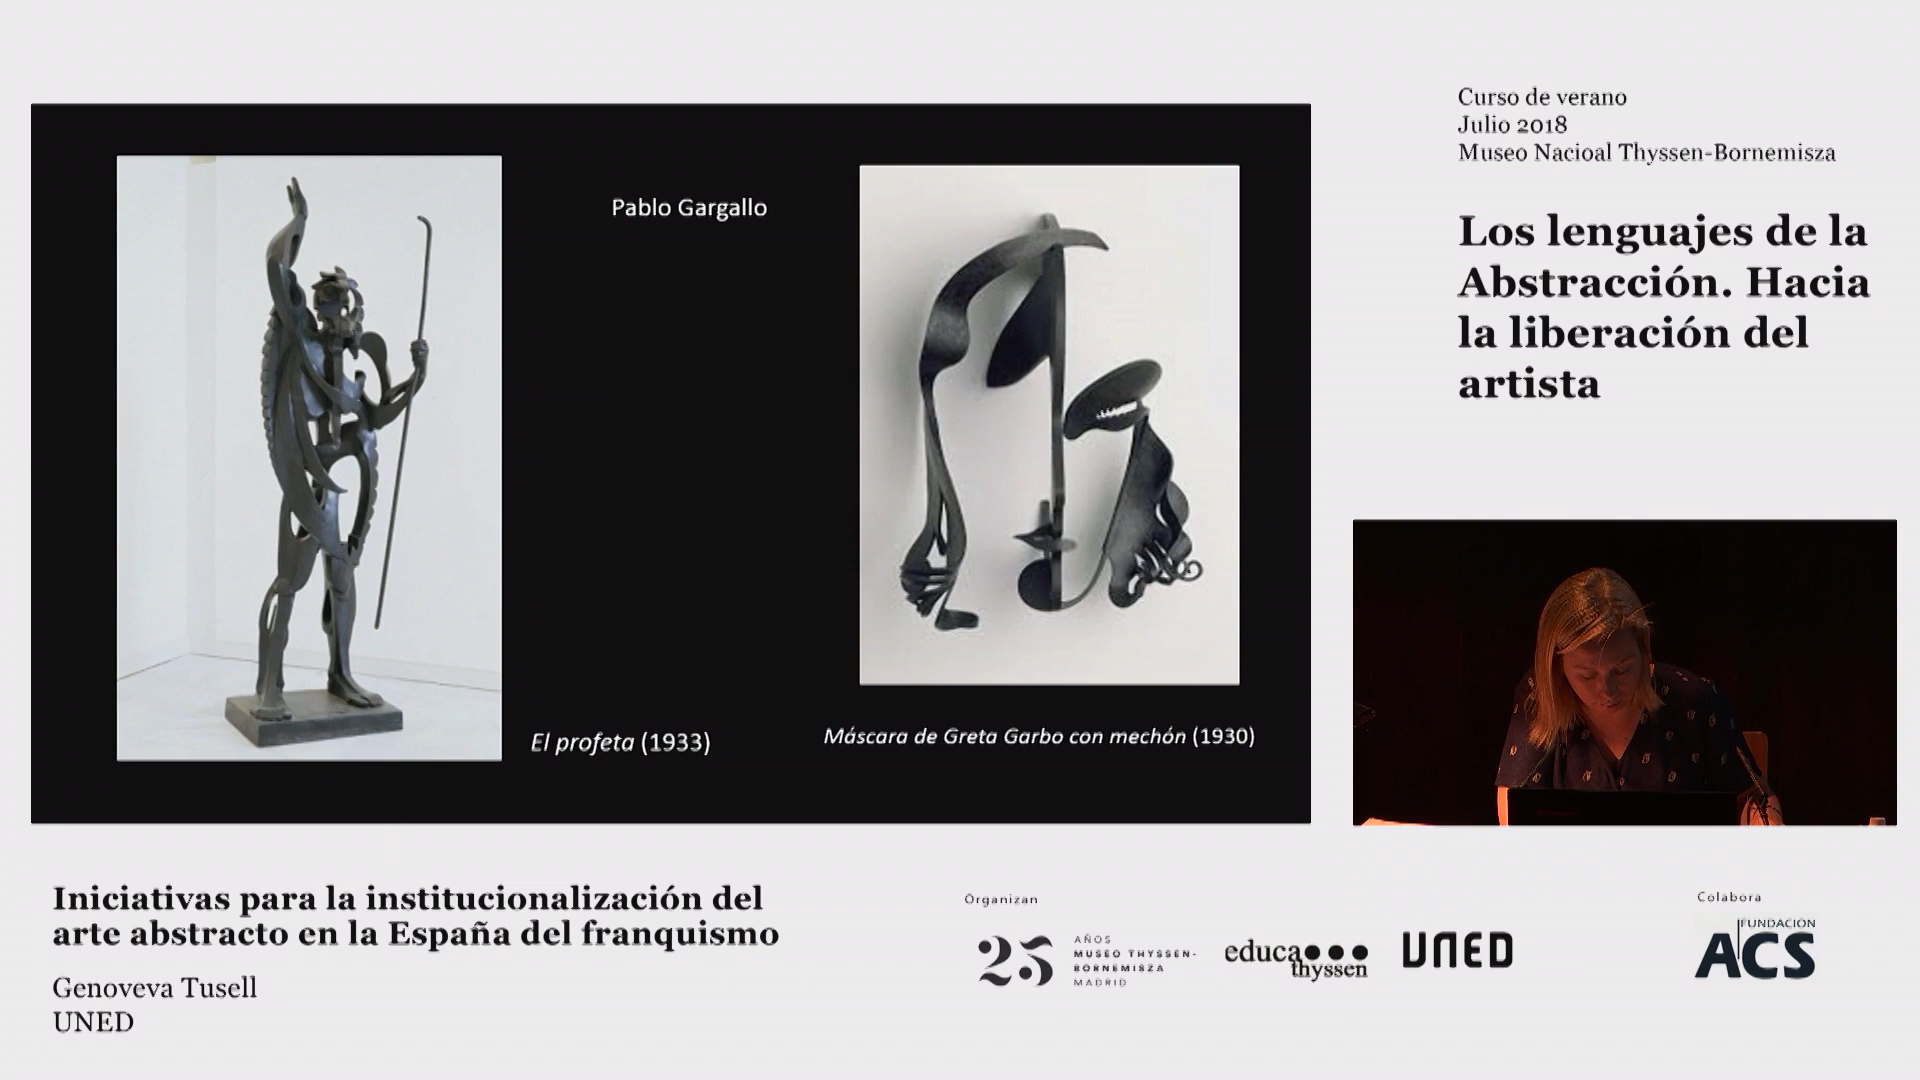 Curso de verano
Julio 2018
Museo Nacioal Thyssen-Bornemisza
Los lenguajes de la
Abstracción. Hacia
la liberación del
artista
Pablo Gargallo
El profeta (1933)
Máscara de Greta Garbo con mechón (1930)
Iniciativas para la institucionalización del
arte abstracto en la España del franquismo
Genoveva Tusell
UNED
Organizan
25
AÑOS
MUSEO THYSSEN-
BORNEMISZA
MADRID
educa
thyssen
UNED
Colabora
FUNDACIÓN
ACS